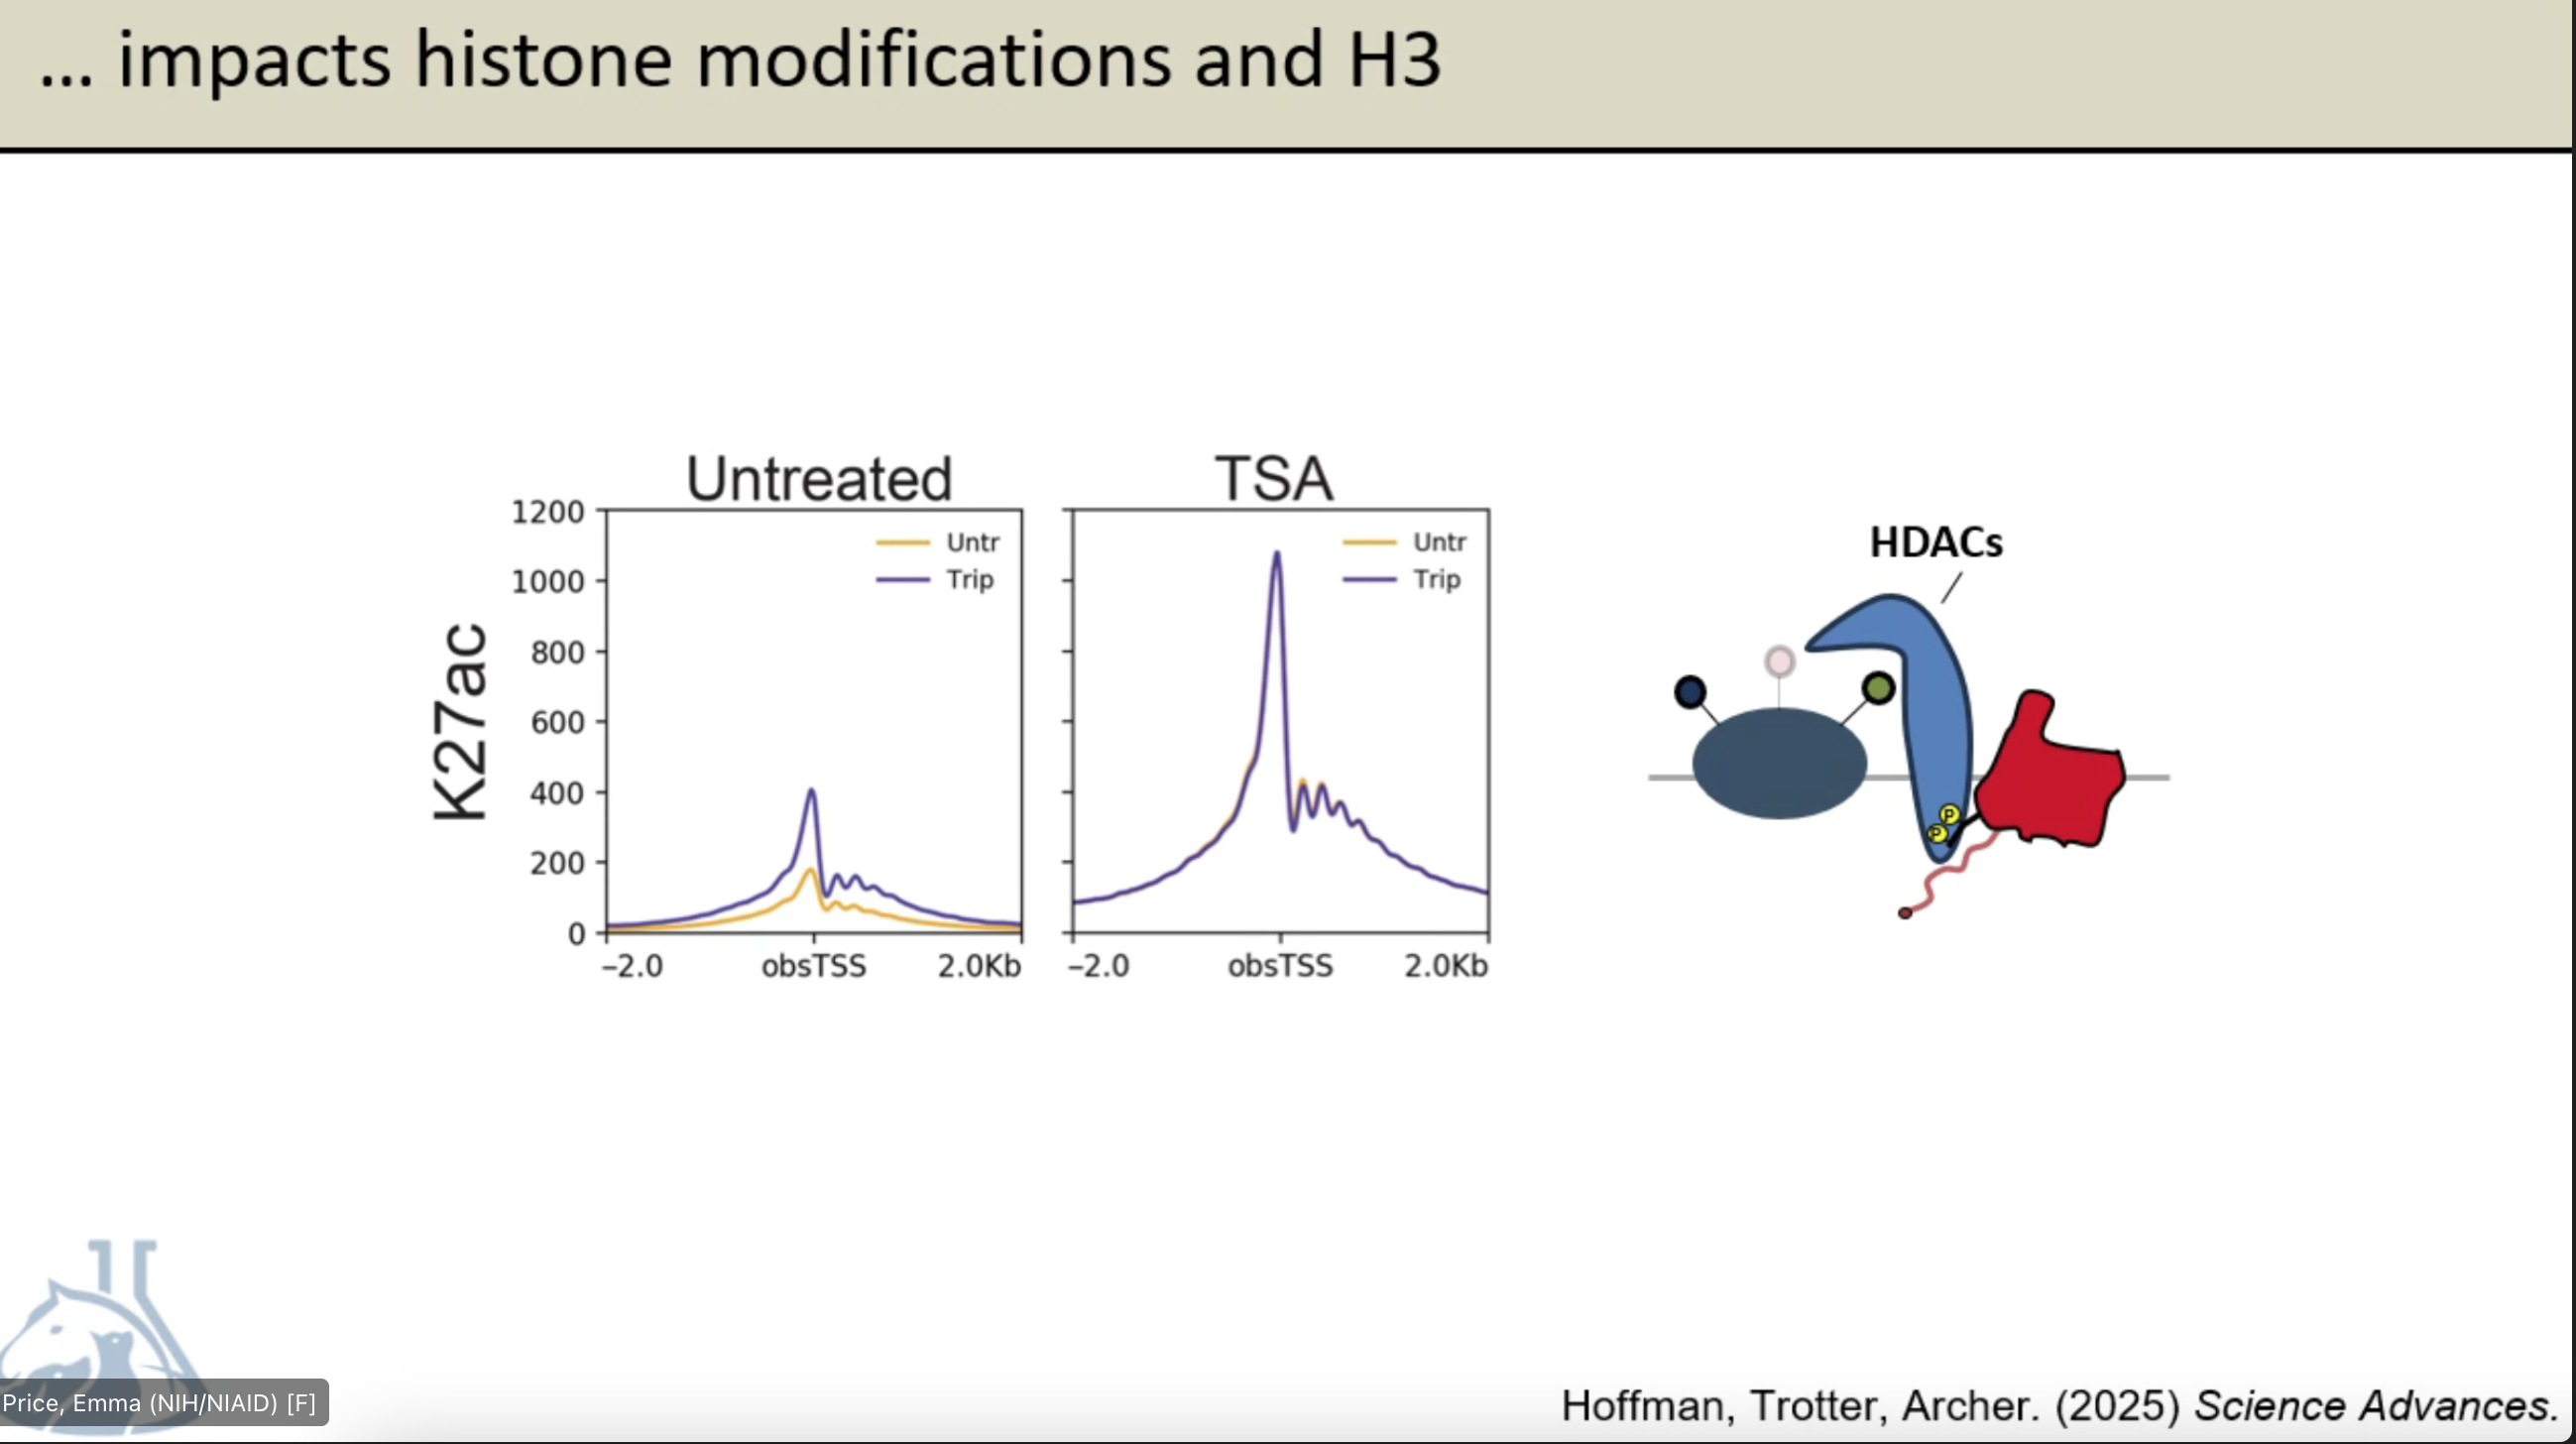 ... impacts histone modifications and H3
Untreated
TSA
K27ac
1200
1000
800
600
400
200
0
Untr
Trip
Untr
Trip
–2.0 obsTSS 2.0Kb
–2.0 obsTSS 2.0Kb
HDACs
P
P
Price, Emma (NIH/NIAID) [F]
Hoffman, Trotter, Archer. (2025) Science Advances.